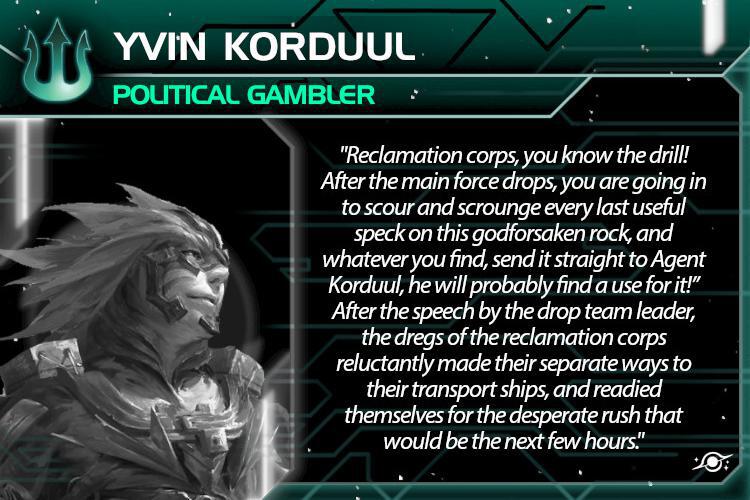 YVIN KORDUUL
POLITICAL GAMBLER
"Reclamation corps, you know the drill!
After the main force drops, you are going in
to scour and scrounge every last useful
speck on this godforsaken rock, and
whatever you find, send it straight to Agent
Korduul, he will probably find a use for it!”
After the speech by the drop team leader,
the dregs of the reclamation corps
reluctantly made their separate ways to
their transport ships, and readied
themselves for the desperate rush that
would be the next few hours."